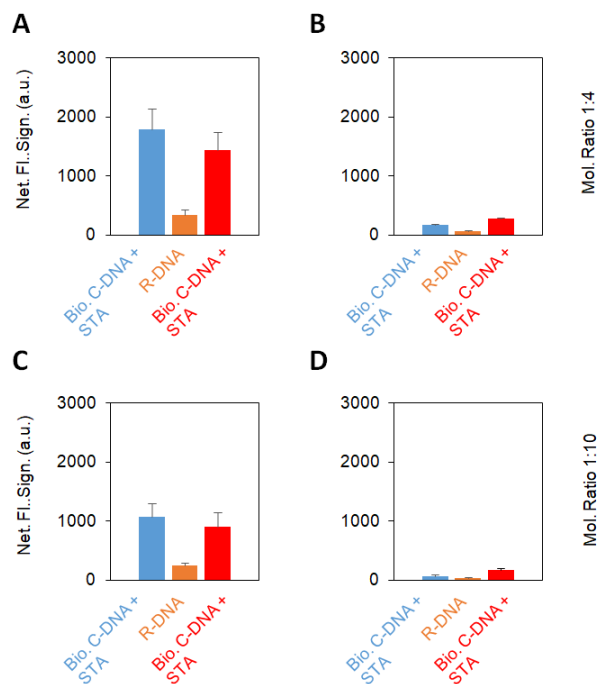 A
B
Net. Fl..Sign. (a.u.)
3000
2000
1000
0
Bio. C-DNA +
STA
R-DNA
Bio. C-DNA +
STA
3000
2000
1000
0
Bio. C-DNA +
STA
R-DNA
Bio. C-DNA +
STA
Mol. Ratio 1:4
C
D
Net. Fl..Sign. (a.u.)
3000
2000
1000
0
Bio. C-DNA +
STA
R-DNA
Bio. C-DNA +
STA
3000
2000
1000
0
Bio. C-DNA +
STA
R-DNA
Bio. C-DNA +
STA
Mol. Ratio 1:10